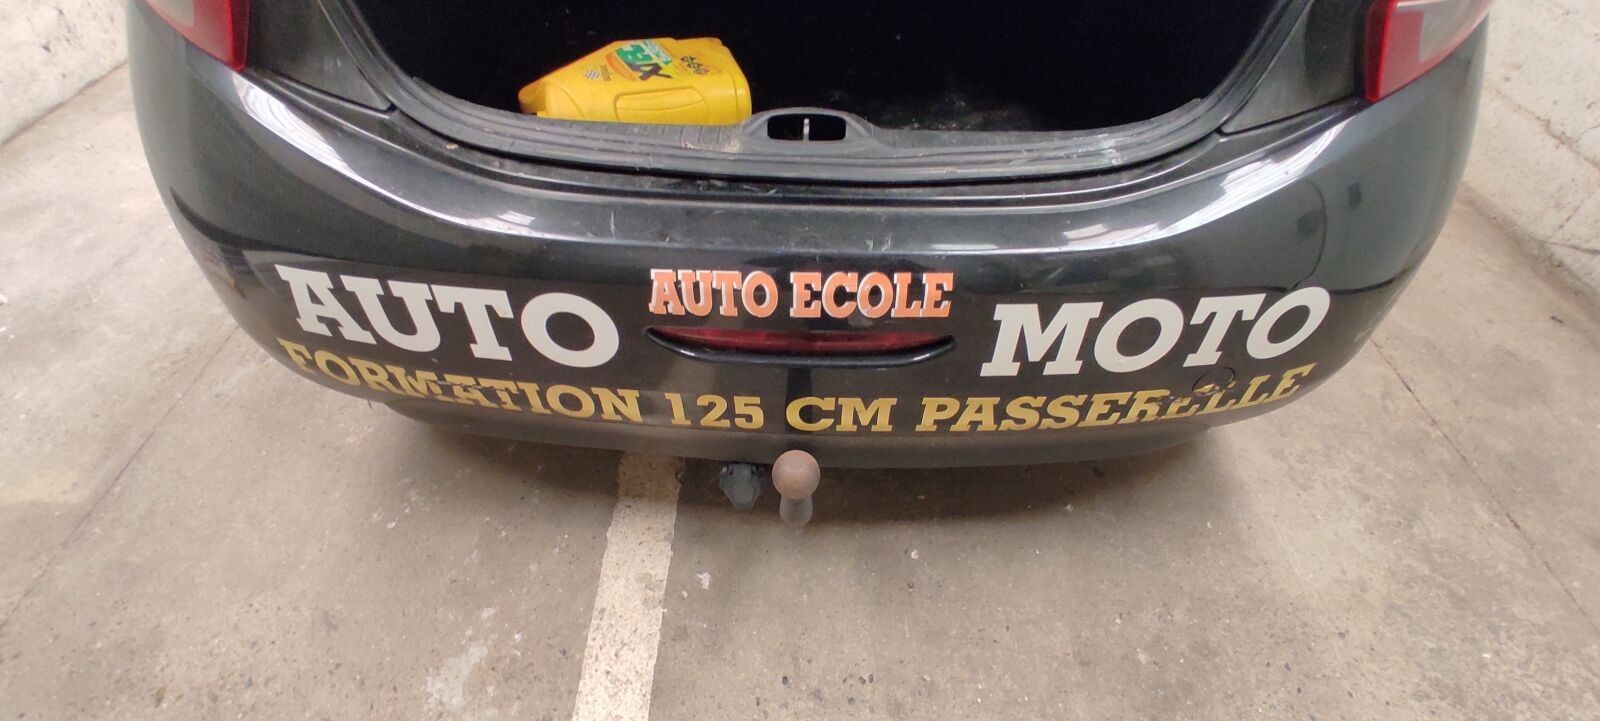 AUTO ECOLE
AUTO MOTO
FORMATION 125 CM PASSERELLE